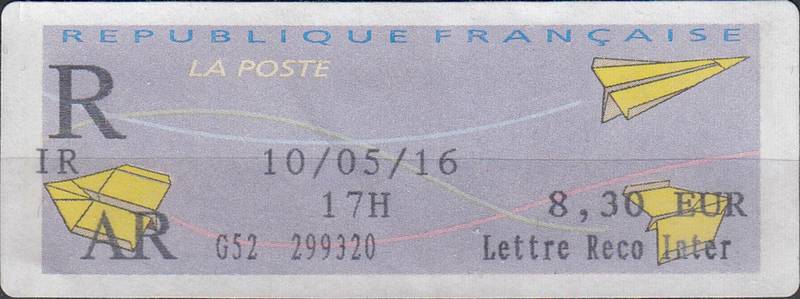 REPUBLIQUE FRANÇAISE
LA POSTE
R
IR 10/05/16
17H 8,30 EUR
AR G52 299320 Lettre Reco Inter